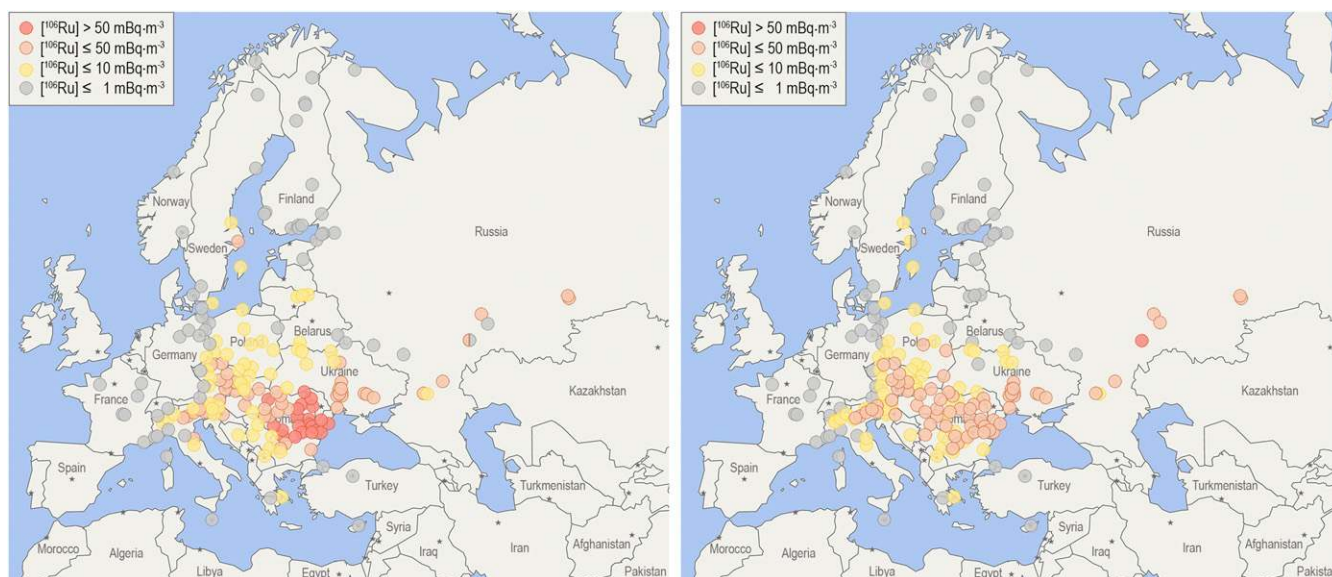 [¹⁰⁶Ru] > 50 mBq·m⁻³
[¹⁰⁶Ru] ≤ 50 mBq·m⁻³
[¹⁰⁶Ru] ≤ 10 mBq·m⁻³
[¹⁰⁶Ru] ≤ 1 mBq·m⁻³
Norway
Finland
Sweden
Russia
Belarus
Germany
Ukraine
Kazakhstan
France
Spain
Turkey
Turkmenistan
Syria
Morocco
Algeria
Iraq
Iran
Afghanistan
Libya
Egypt
Pakistan
[¹⁰⁶Ru] > 50 mBq·m⁻³
[¹⁰⁶Ru] ≤ 50 mBq·m⁻³
[¹⁰⁶Ru] ≤ 10 mBq·m⁻³
[¹⁰⁶Ru] ≤ 1 mBq·m⁻³
Norway
Finland
Sweden
Russia
Belarus
Germany
Ukraine
Kazakhstan
France
Spain
Turkey
Turkmenistan
Syria
Morocco
Algeria
Iraq
Iran
Afghanistan
Libya
Egypt
Pakistan